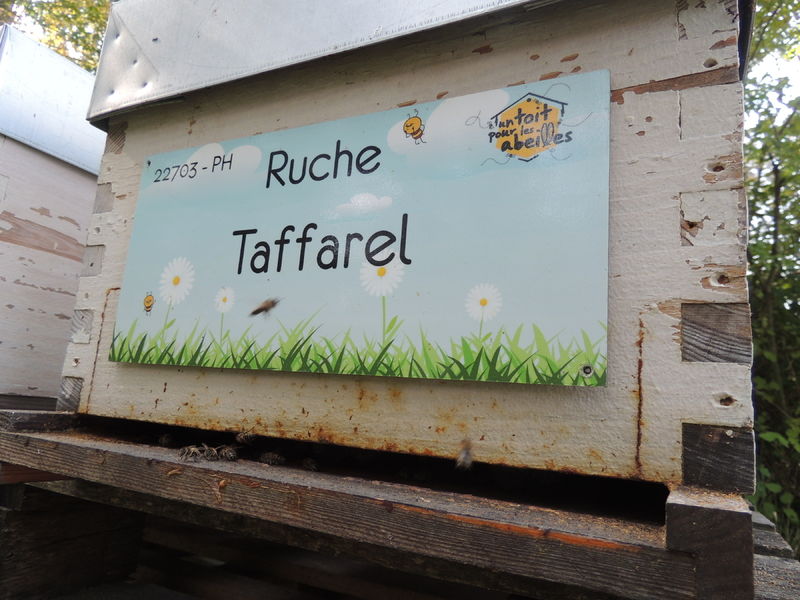 22703 - PH
Ruche
Taffarel
un toit
pour les
abeilles